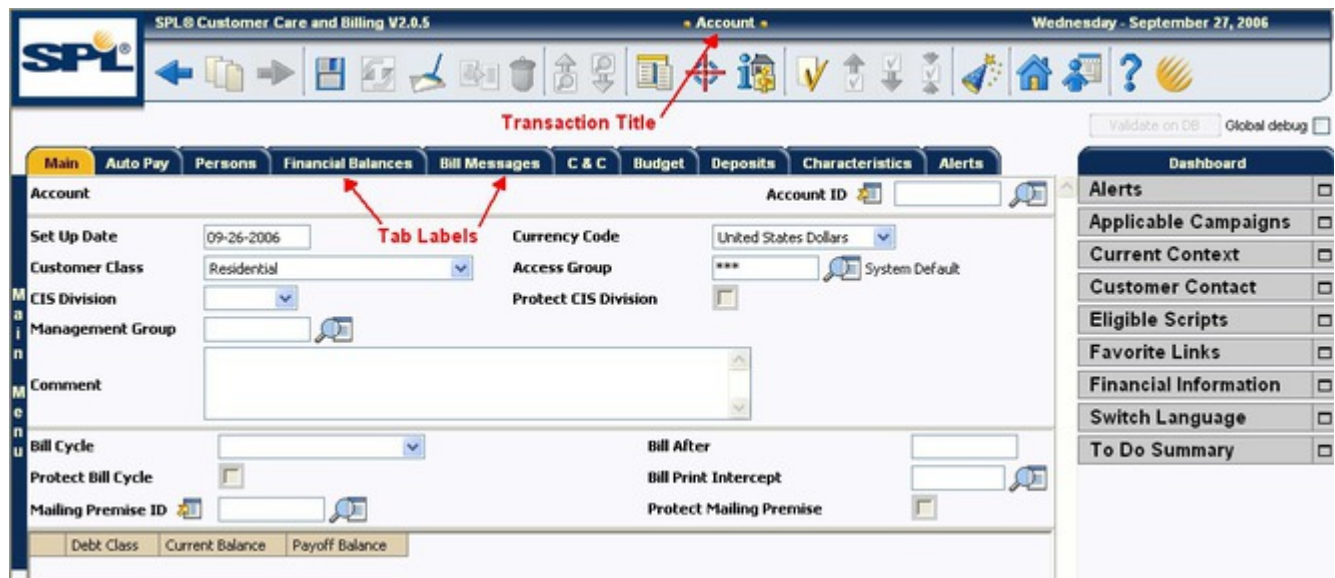 SPL® Customer Care and Billing V2.0.5 Account Wednesday - September 27, 2006
SPL®
Transaction Title
Validate on DB Global debug
Main Auto Pay Persons Financial Balances Bill Messages C & C Budget Deposits Characteristics Alerts Dashboard
Account Account ID Alerts
Applicable Campaigns
Set Up Date 09-26-2006 Tab Labels Currency Code United States Dollars
Current Context
Customer Class Residential Access Group *** System Default
Customer Contact
CIS Division Protect CIS Division
Eligible Scripts
Management Group
Favorite Links
Comment Financial Information
Switch Language
Bill Cycle Bill After To Do Summary
Protect Bill Cycle Bill Print Intercept
Mailing Premise ID Protect Mailing Premise
Debt Class Current Balance Payoff Balance
Main Menu